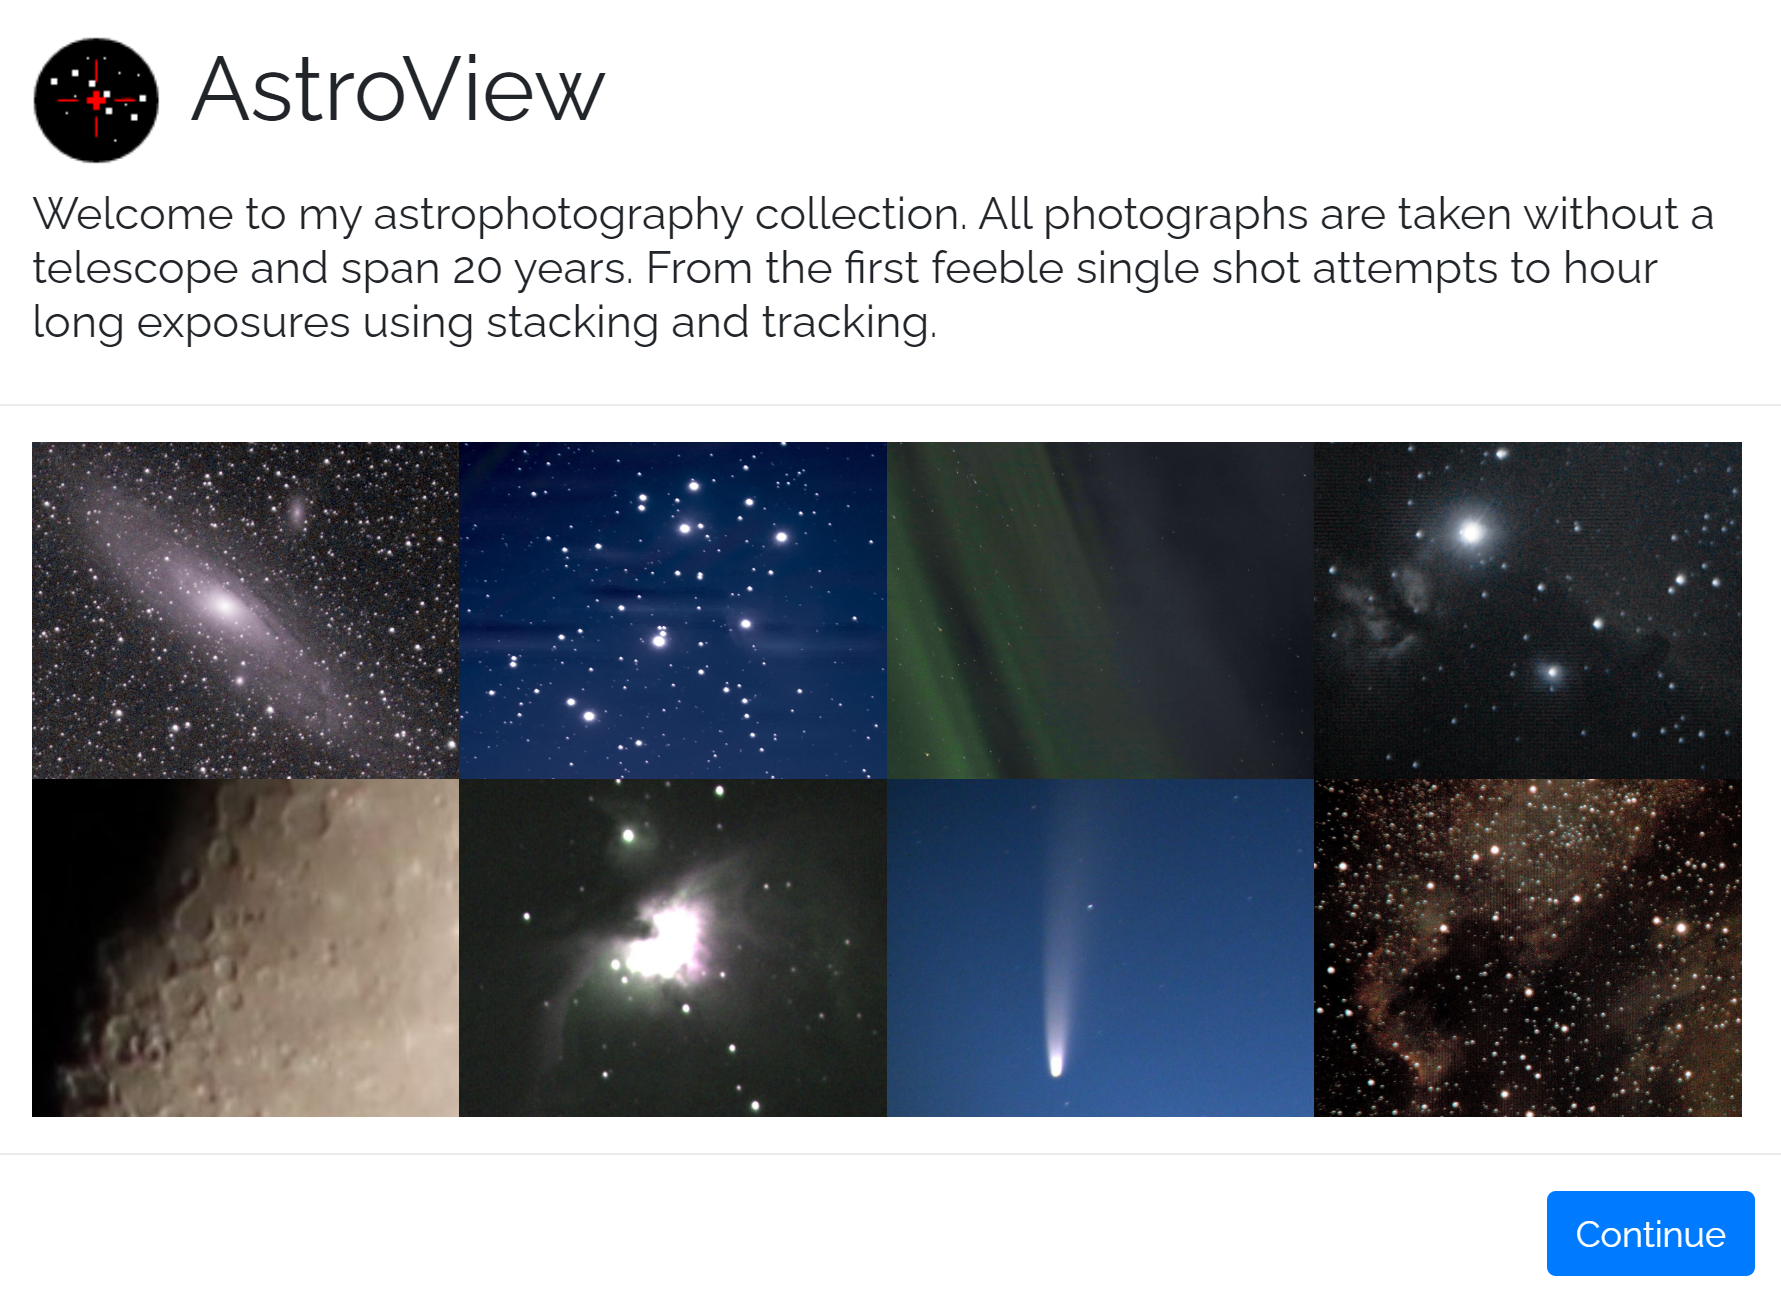 AstroView
Welcome to my astrophotography collection. All photographs are taken without a
telescope and span 20 years. From the first feeble single shot attempts to hour
long exposures using stacking and tracking.
Continue